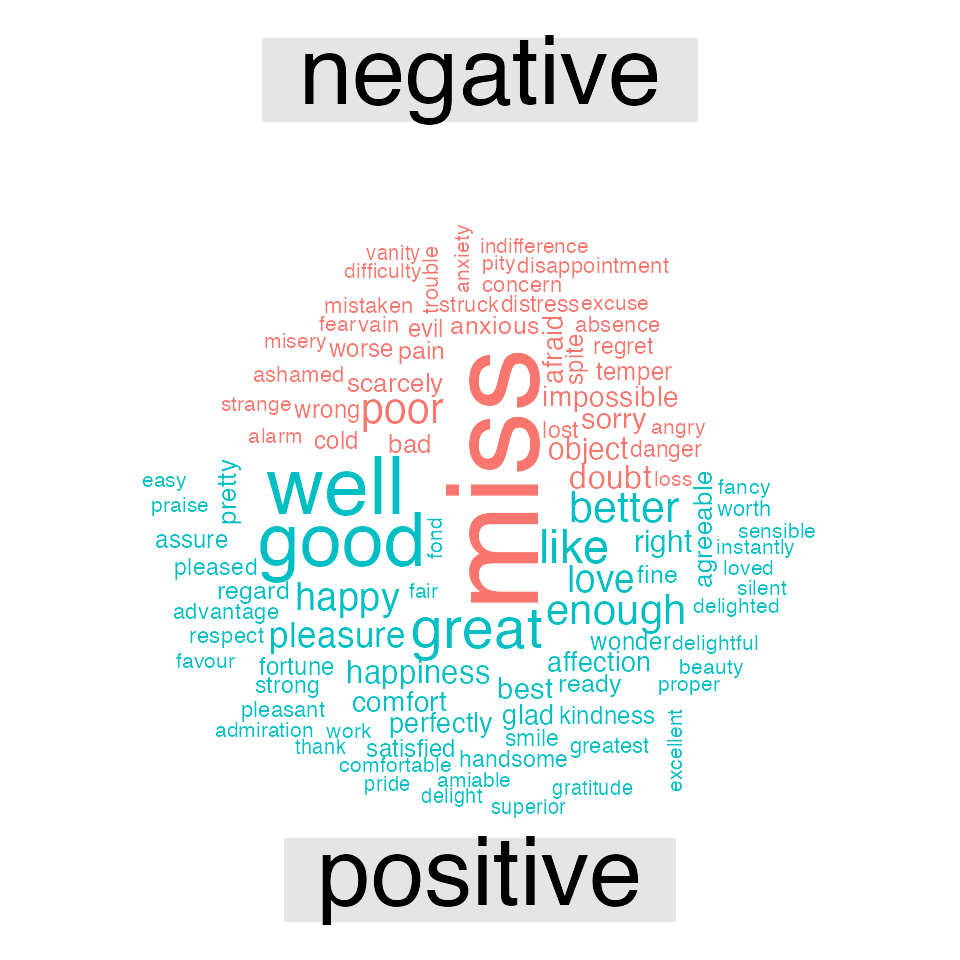 negative
anxiety
indifference
vanity
trouble
pity
disappointment
difficulty
concern
mistaken
struck
distress
excuse
fear
vain
evil
anxious
afraid
absence
misery
worse
pain
miss
spite
regret
ashamed
scarcely
temper
strange
wrong
poor
impossible
alarm
cold
bad
lost
sorry
angry
object
danger
doubt
loss
easy
pretty
well
better
agreeable
fancy
praise
worth
assure
good
fond
like
right
sensible
instantly
pleased
love
fine
loved
regard
happy
fair
silent
advantage
enough
delighted
respect
pleasure
great
wonder
delightful
favour
fortune
happiness
affection
beauty
strong
best
ready
proper
pleasant
comfort
glad
kindness
excellent
admiration
work
perfectly
smile
thank
satisfied
greatest
comfortable
handsome
pride
amiable
gratitude
delight
superior
positive